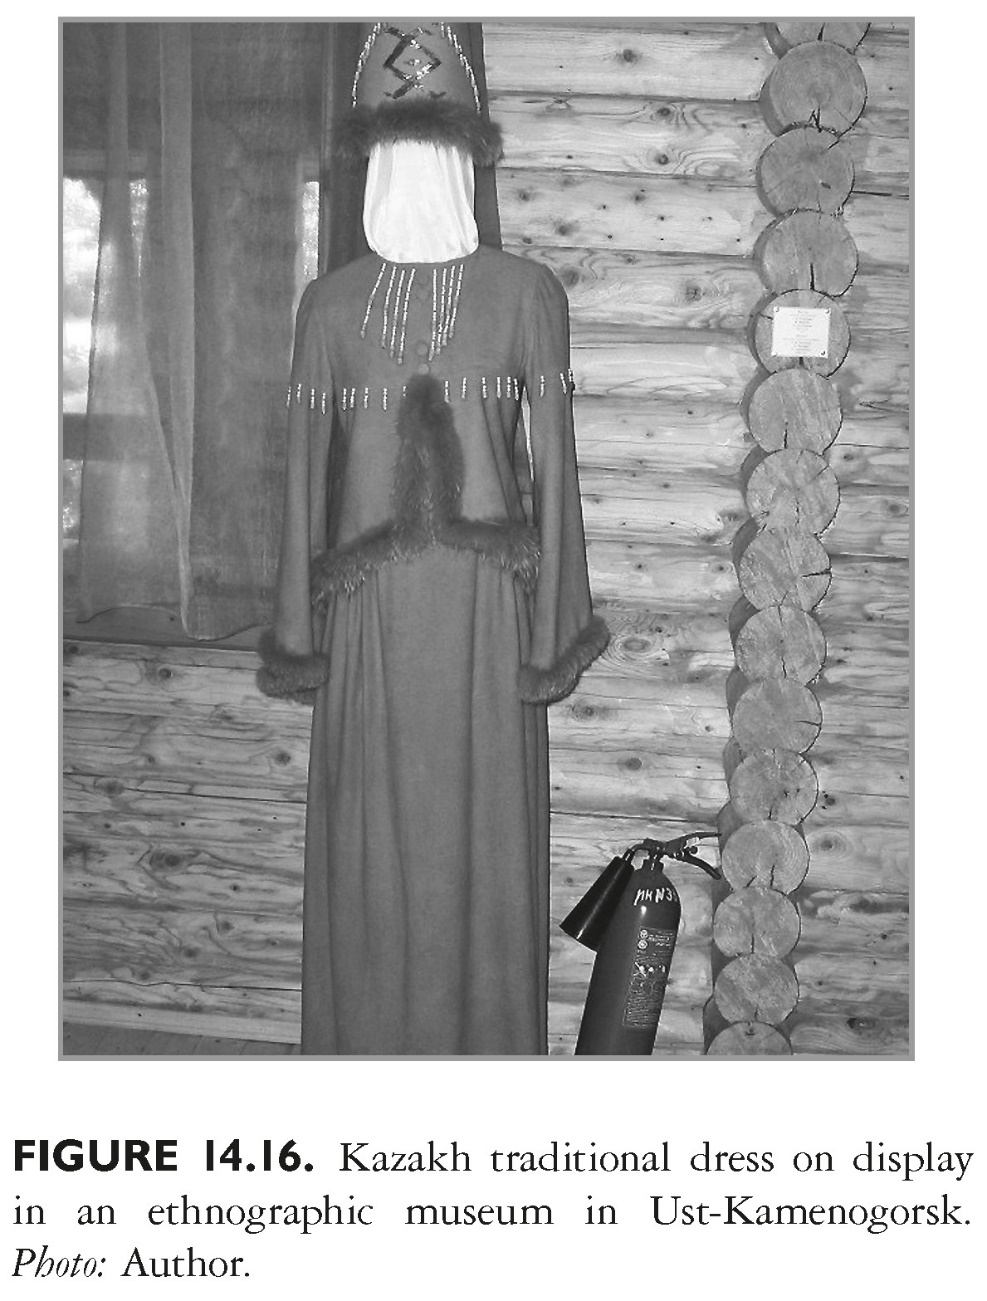 FIGURE 14.16. Kazakh traditional dress on display
in an ethnographic museum in Ust-Kamenogorsk.
Photo: Author.